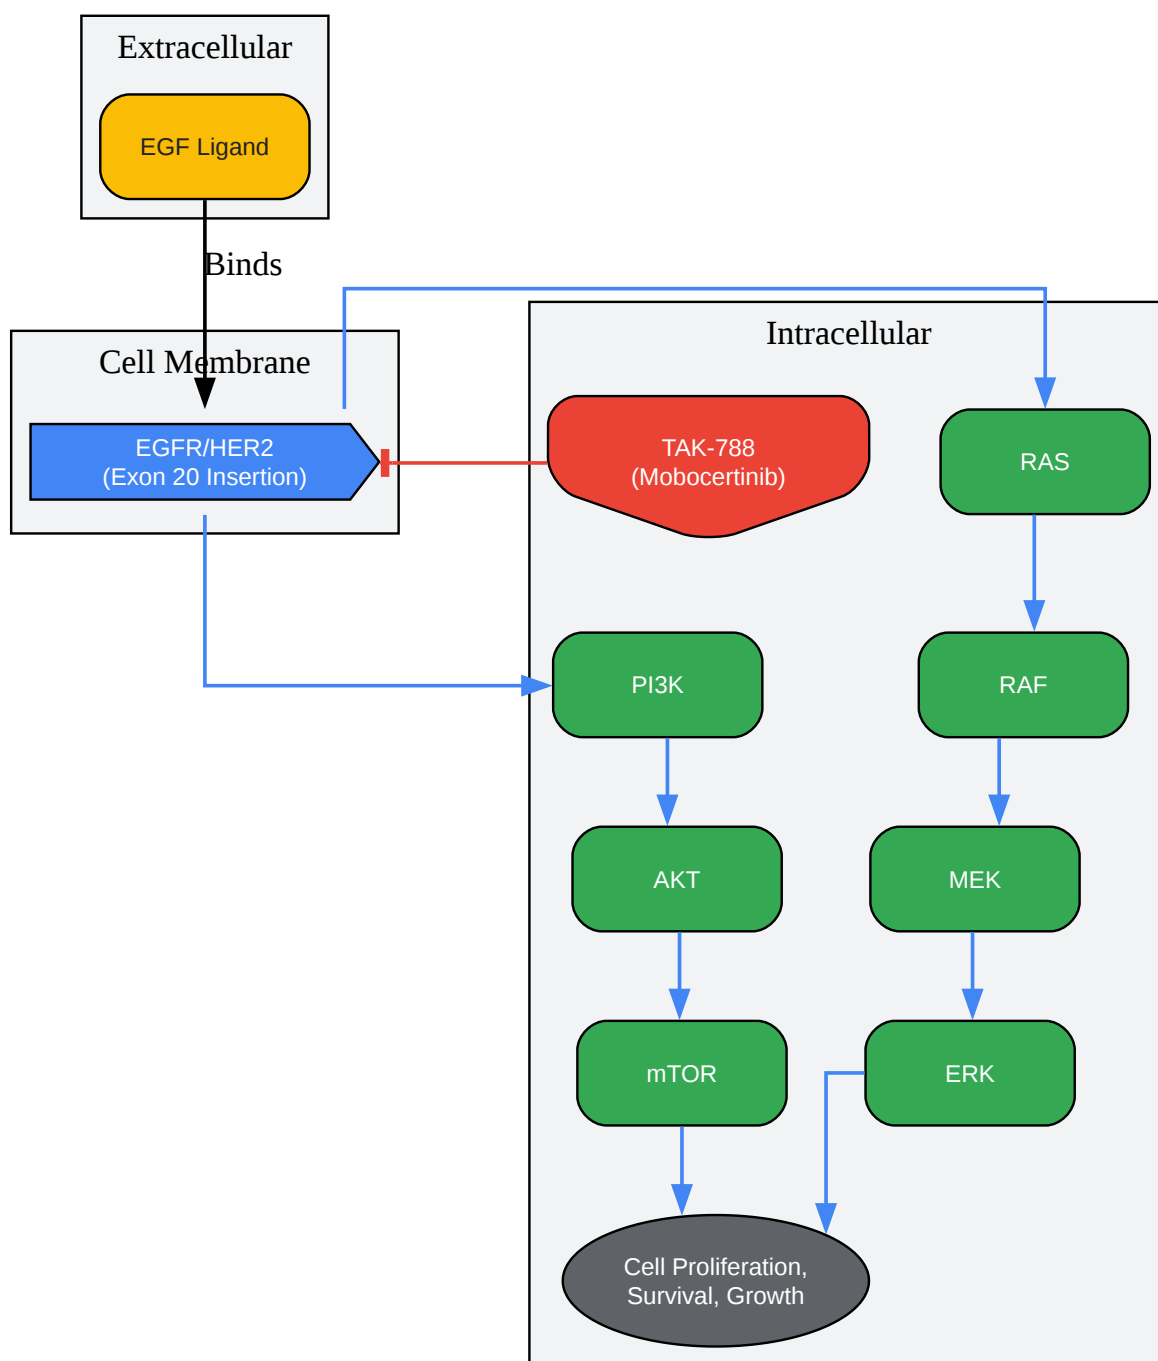 Extracellular
EGF Ligand
Binds
Cell Membrane
EGFR/HER2
(Exon 20 Insertion)
Intracellular
TAK-788
(Mobocertinib)
RAS
PI3K
RAF
AKT
MEK
mTOR
ERK
Cell Proliferation,
Survival, Growth